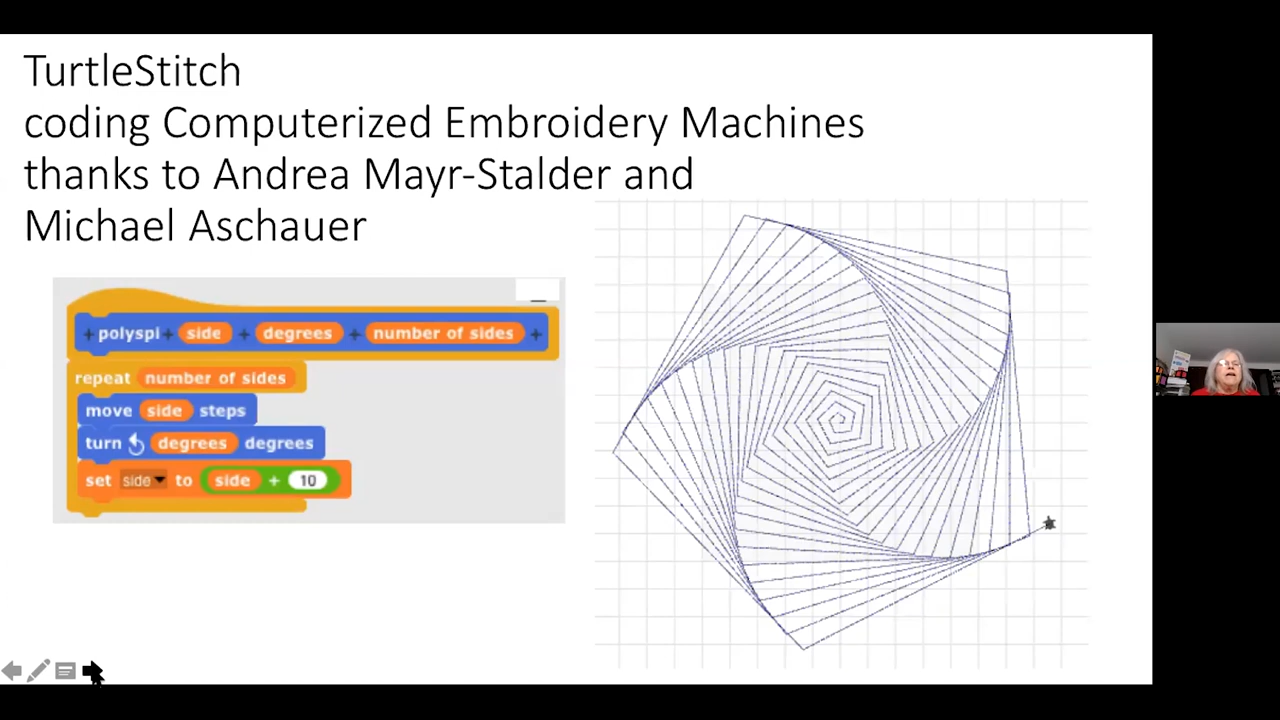 TurtleStitch
coding Computerized Embroidery Machines
thanks to Andrea Mayr-Stalder and
Michael Aschauer
+ polyspi + side + degrees + number of sides +
repeat number of sides
move side steps
turn degrees degrees
set side to side + 10